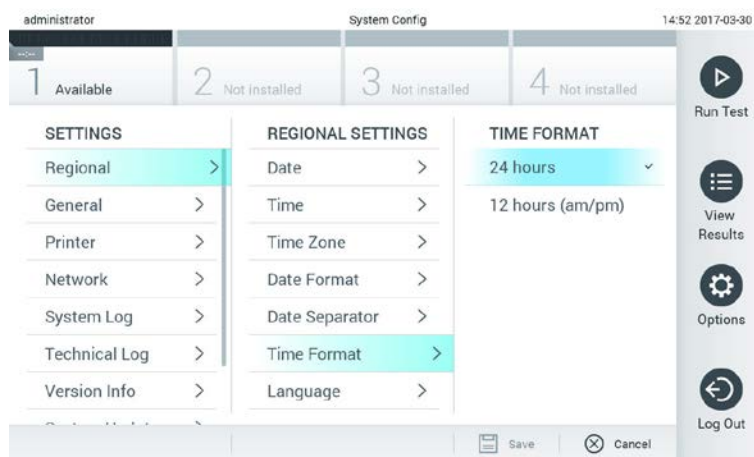 administrator
System Config
14:52 2017-03-30
--:--
1 Available
2 Not installed
3 Not installed
4 Not installed
SETTINGS
Regional
General
Printer
Network
System Log
Technical Log
Version Info
REGIONAL SETTINGS
Date
Time
Time Zone
Date Format
Date Separator
Time Format
Language
TIME FORMAT
24 hours
12 hours (am/pm)
Save
Cancel
Run Test
View
Results
Options
Log Out